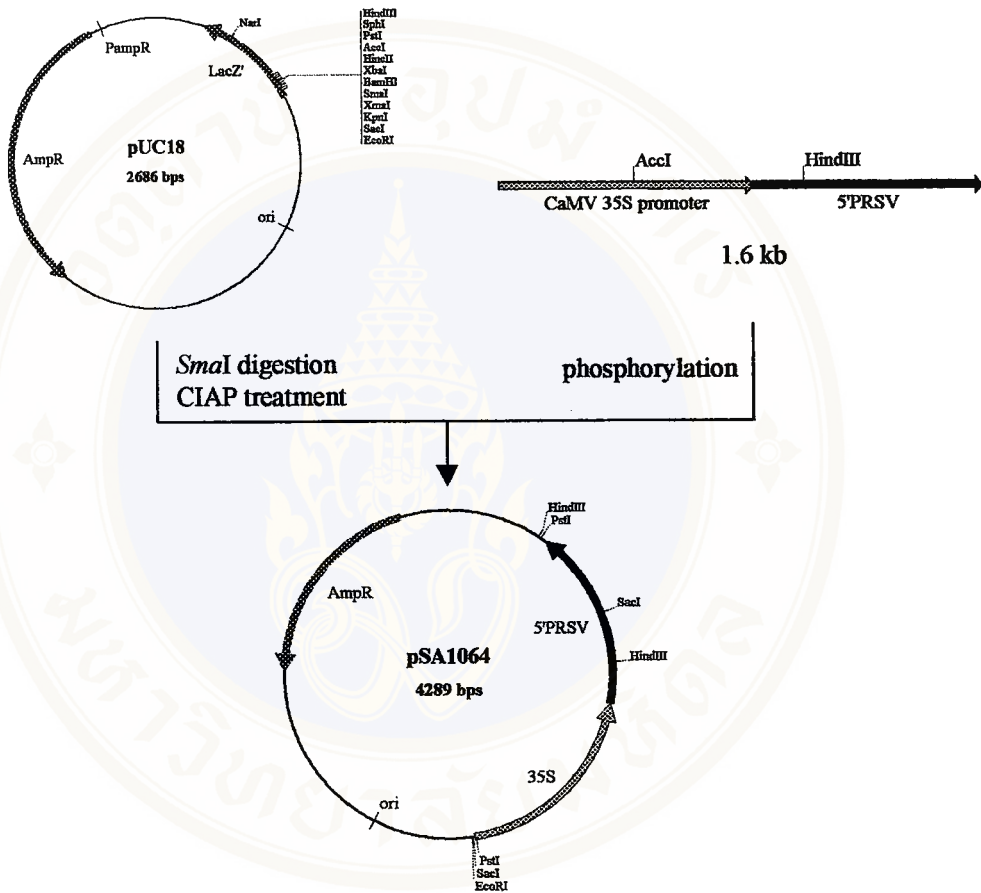 HindIII
SphI
PstI
AccI
HincII
XbaI
BamHI
SmaI
XmaI
KpnI
SacI
EcoRI
NarI
PampR
LacZ'
AmpR
pUC18
2686 bps
ori
AccI
HindIII
CaMV 35S promoter
5'PRSV
1.6 kb
SmaI digestion
CIAP treatment
phosphorylation
HindIII
PstI
AmpR
SacI
5'PRSV
HindIII
pSA1064
4289 bps
35S
ori
PstI
SacI
EcoRI